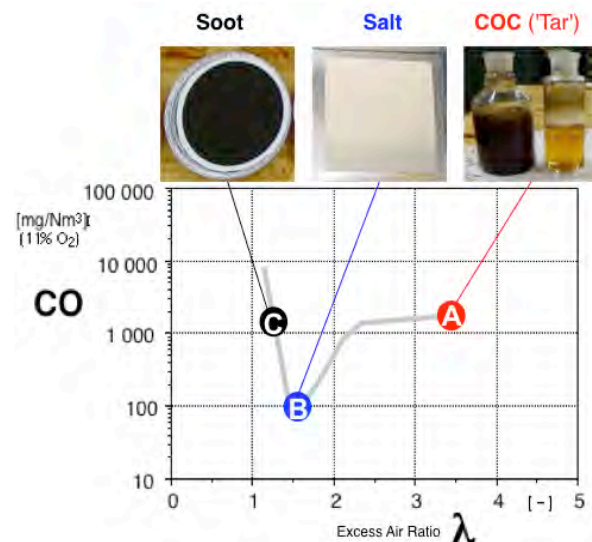 Soot Salt COC ('Tar')
100 000
[mg/Nm³]
(11% O₂)
10 000
CO
C
A
1 000
100
B
10
0 1 2 3 4 [-] 5
Excess Air Ratio λ